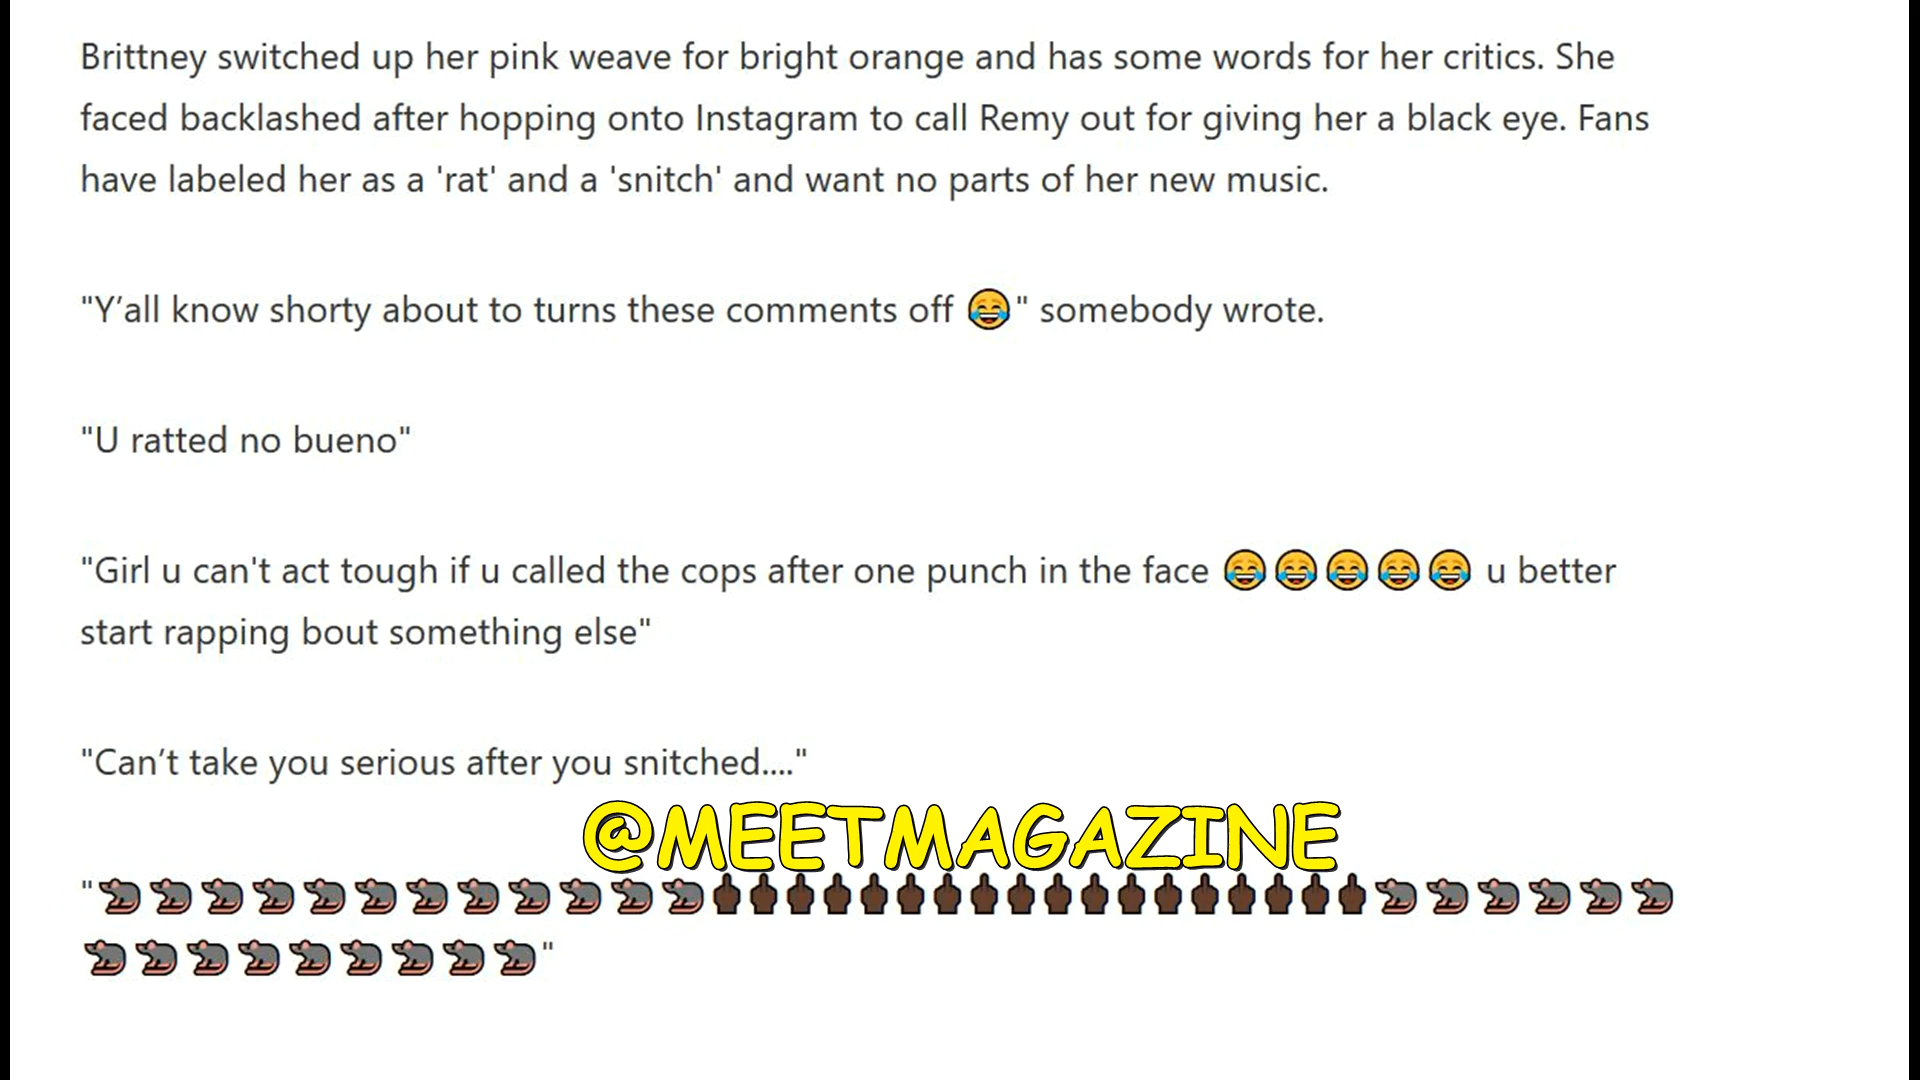 Brittney switched up her pink weave for bright orange and has some words for her critics. She
faced backlashed after hopping onto Instagram to call Remy out for giving her a black eye. Fans
have labeled her as a 'rat' and a 'snitch' and want no parts of her new music.
"Y’all know shorty about to turns these comments off 😂" somebody wrote.
"U ratted no bueno"
"Girl u can't act tough if u called the cops after one punch in the face 😂😂😂😂😂 u better
start rapping bout something else"
"Can’t take you serious after you snitched...."
@MEETMAGAZINE
"🐀🐀🐀🐀🐀🐀🐀🐀🐀🐀🐀🐀🖕🏿🖕🏿🖕🏿🖕🏿🖕🏿🖕🏿🖕🏿🖕🏿🖕🏿🖕🏿🖕🏿🖕🏿🖕🏿🖕🏿🖕🏿🖕🏿🖕🏿🖕🏿🐀🐀🐀🐀🐀🐀
🐀🐀🐀🐀🐀🐀🐀🐀🐀"